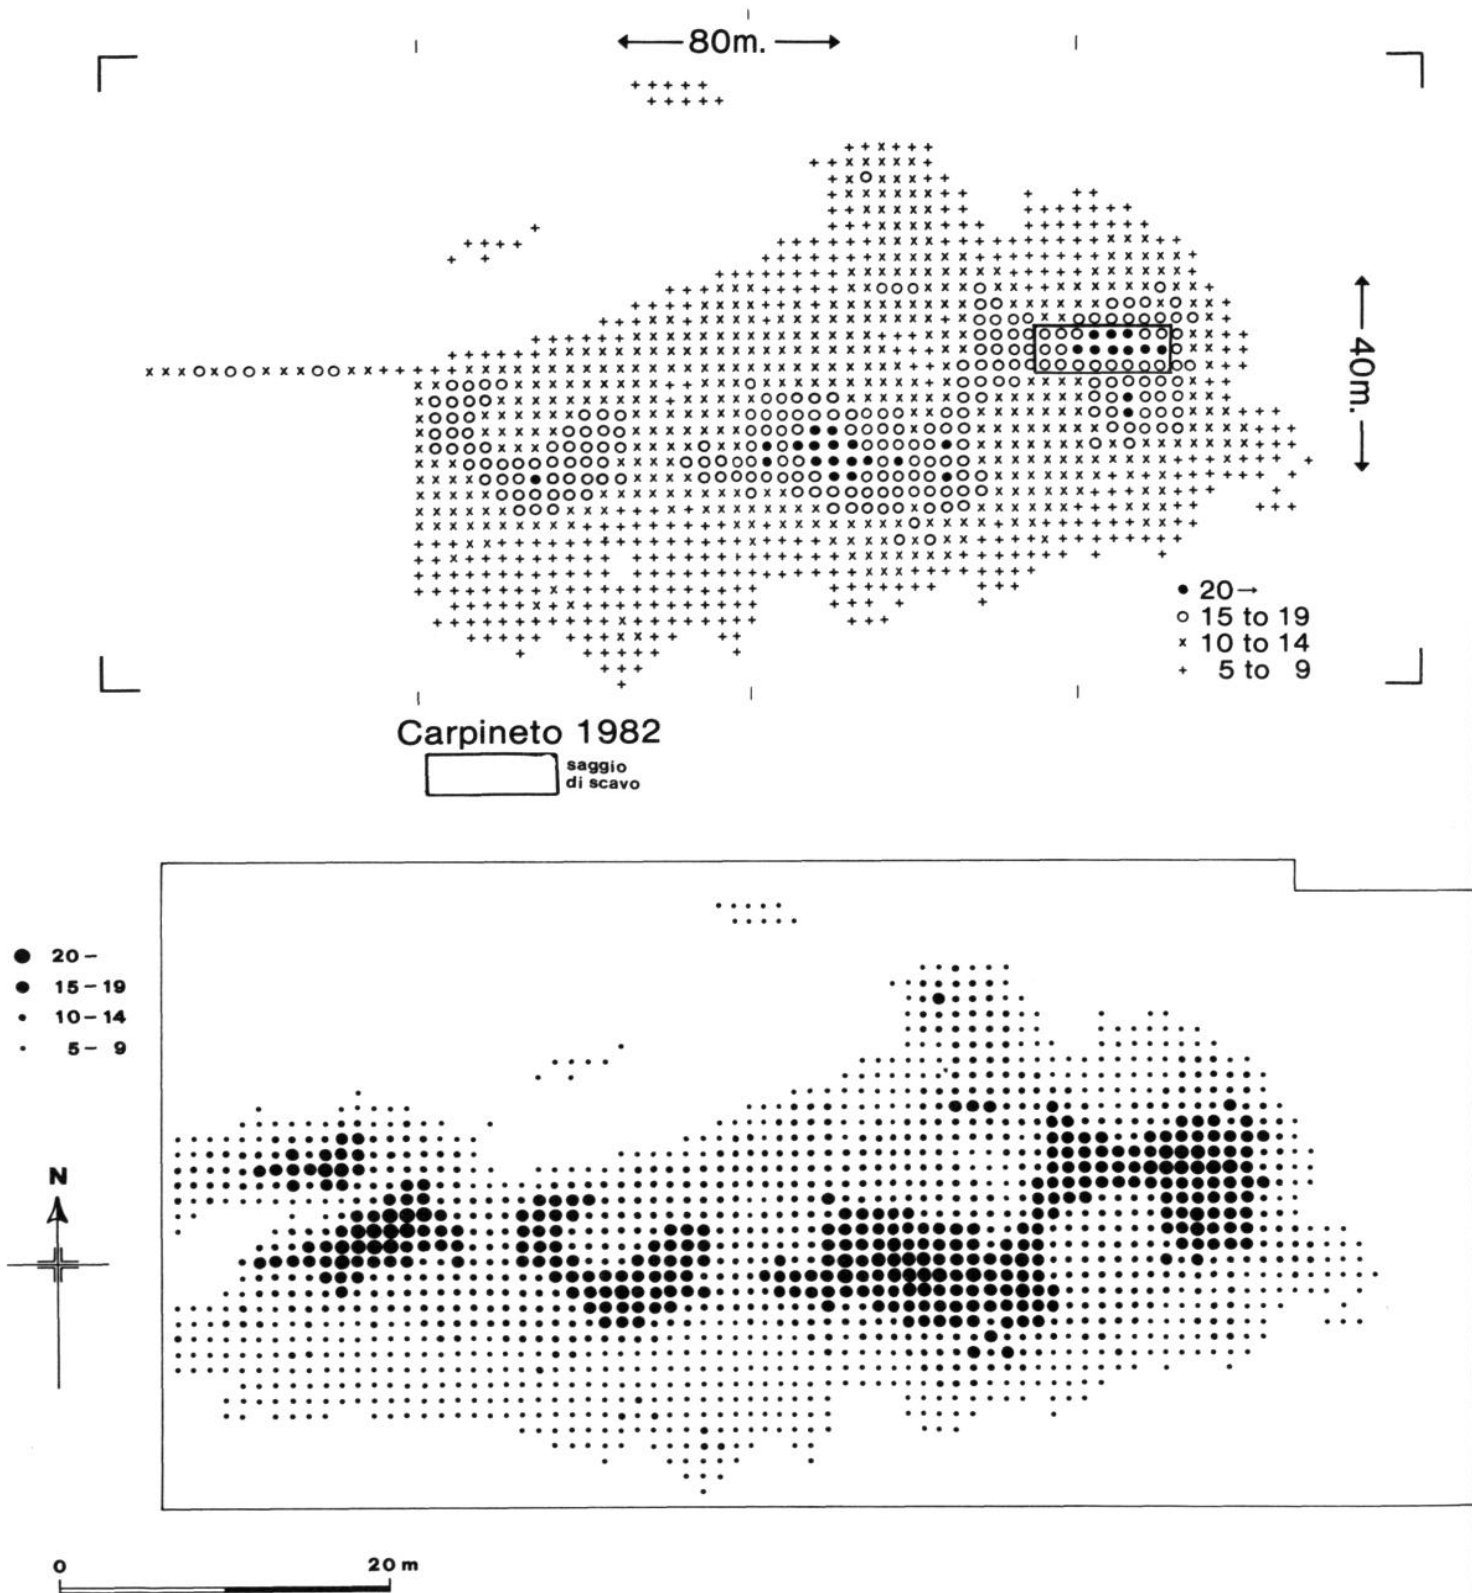 80m.
40m.
20→
15 to 19
10 to 14
5 to 9
Carpineto 1982
saggio
di scavo
20-
15-19
10-14
5-9
N
0 20 m